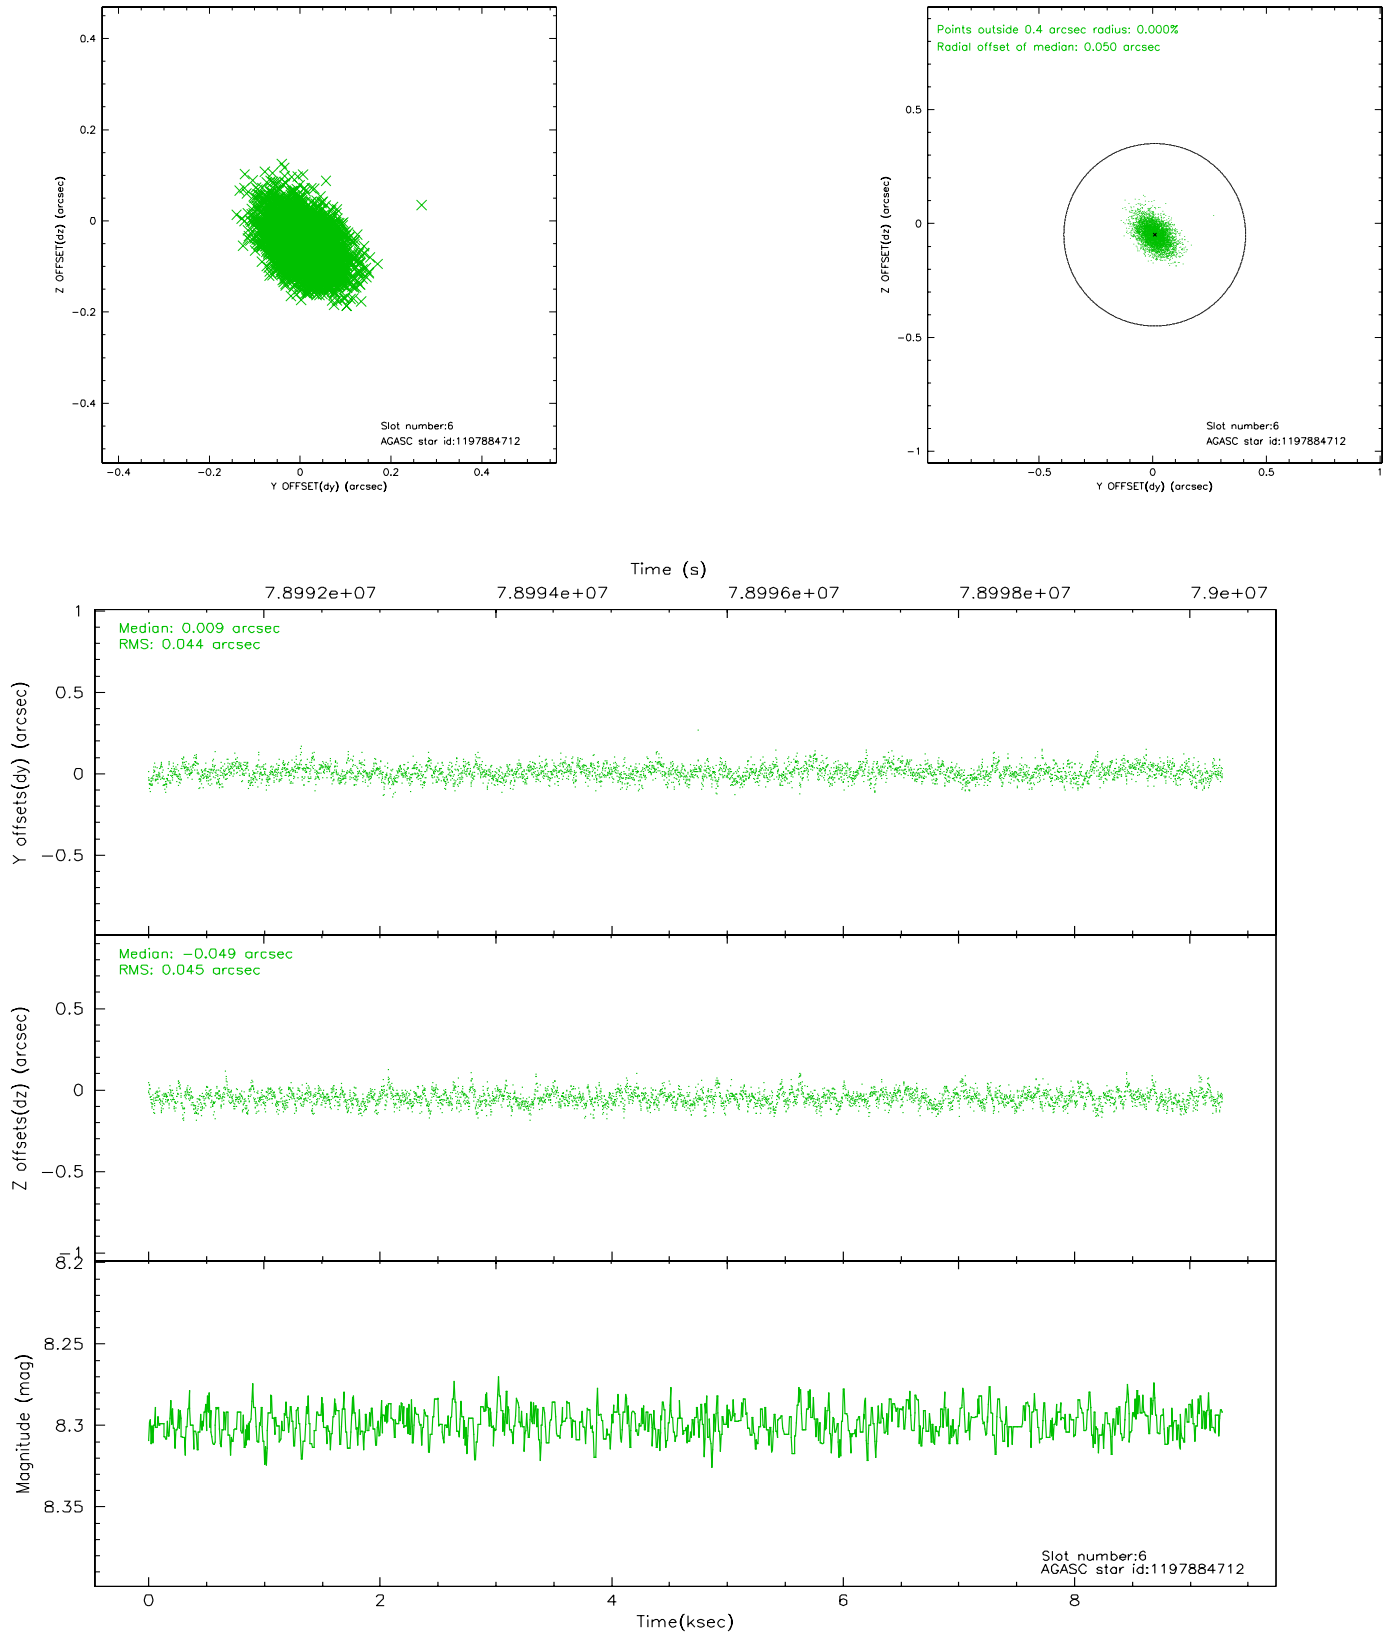 0.4
0.2
0
−0.2
−0.4
Z OFFSET(dz) (arcsec)
Slot number:6
AGASC star id:1197884712
−0.4 −0.2 0 0.2 0.4
Y OFFSET(dy) (arcsec)
Points outside 0.4 arcsec radius: 0.000%
Radial offset of median: 0.050 arcsec
0.5
0
−0.5
−1
Z OFFSET(dz) (arcsec)
Slot number:6
AGASC star id:1197884712
−0.5 0 0.5 1
Y OFFSET(dy) (arcsec)
Time (s)
7.8992e+07 7.8994e+07 7.8996e+07 7.8998e+07 7.9e+07
Median: 0.009 arcsec
RMS: 0.044 arcsec
1
0.5
0
−0.5
Y offsets(dy) (arcsec)
Median: −0.049 arcsec
RMS: 0.045 arcsec
0.5
0
−0.5
−1
Z offsets(dz) (arcsec)
8.2
8.25
8.3
8.35
Magnitude (mag)
Slot number:6
AGASC star id:1197884712
0 2 4 6 8
Time(ksec)